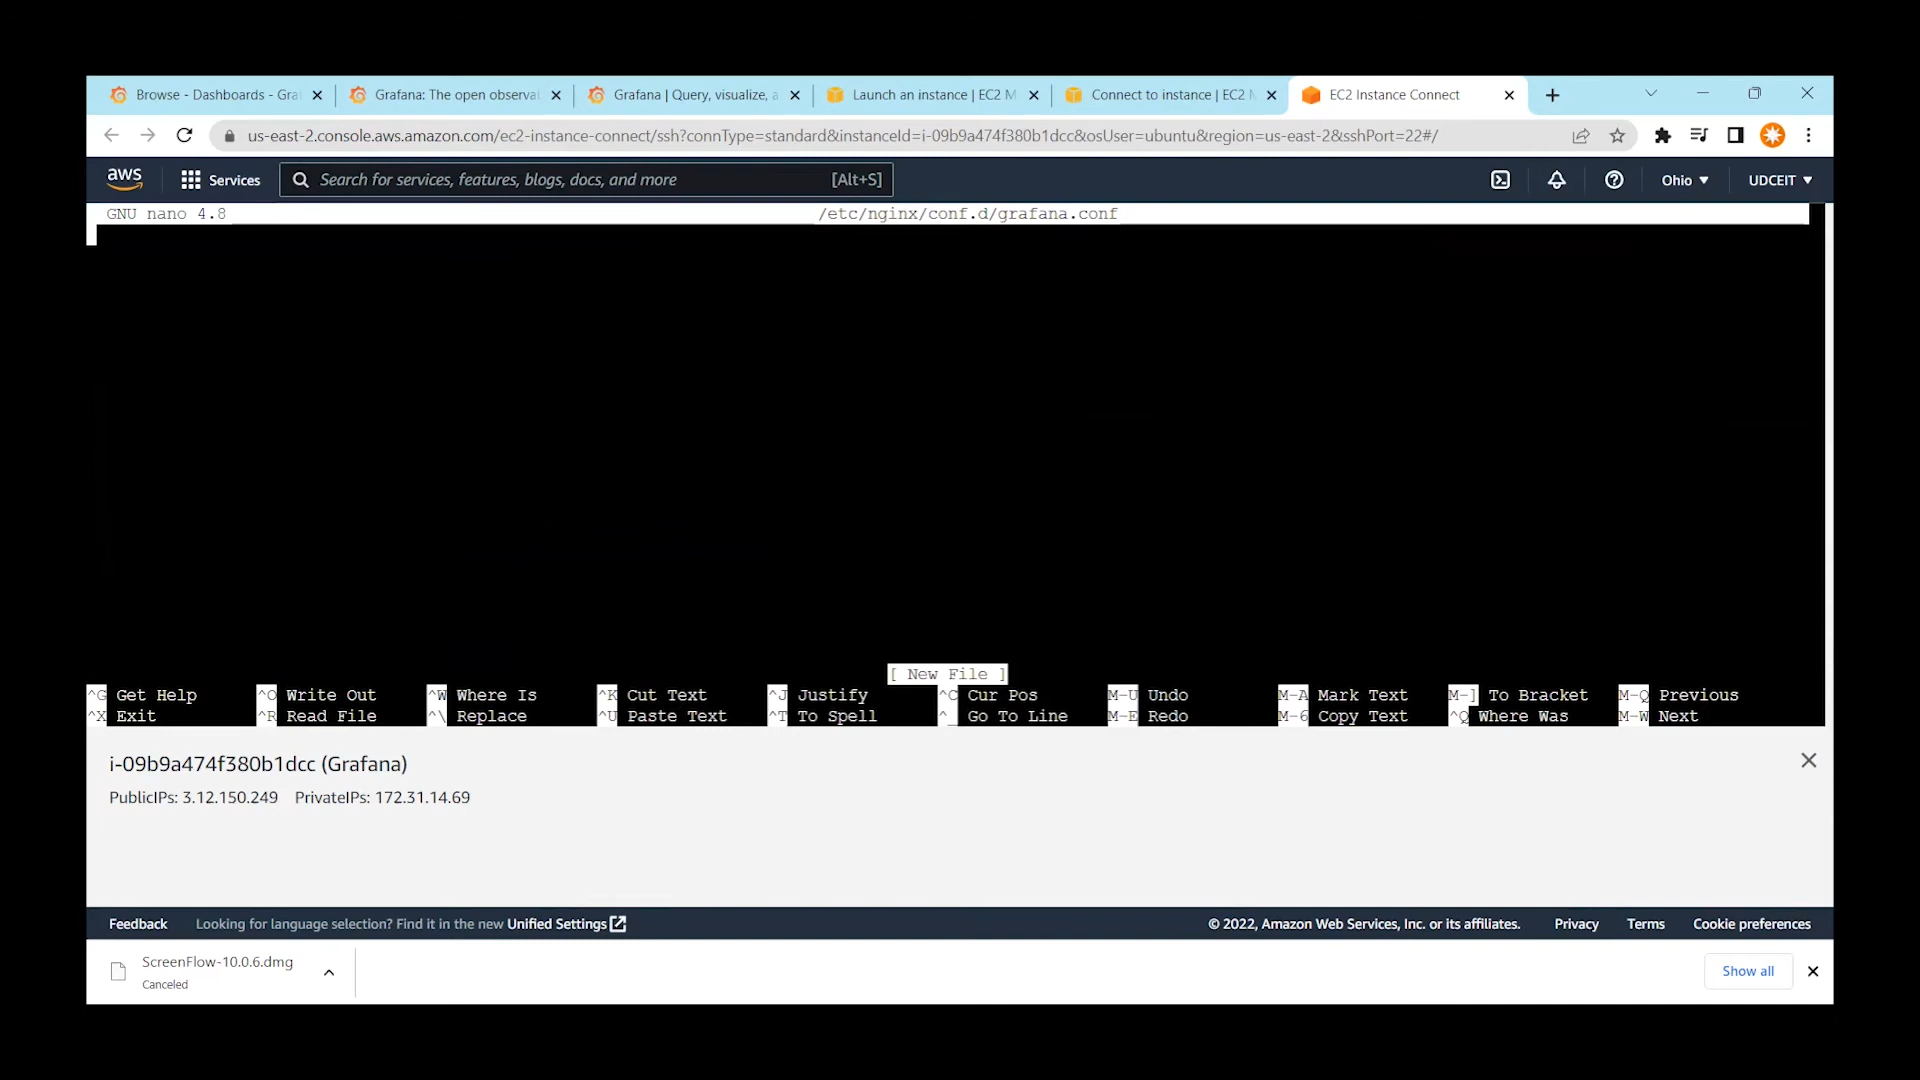 Browse - Dashboards - Gra
Grafana: The open observa
Grafana | Query, visualize, a
Launch an instance | EC2 M
Connect to instance | EC2 M
EC2 Instance Connect
us-east-2.console.aws.amazon.com/ec2-instance-connect/ssh?connType=standard&instanceId=i-09b9a474f380b1dcc&osUser=ubuntu&region=us-east-2&sshPort=22#/
aws
Services
Search for services, features, blogs, docs, and more
[Alt+S]
Ohio
UDCEIT
GNU nano 4.8
/etc/nginx/conf.d/grafana.conf
[ New File ]
^G Get Help ^O Write Out ^W Where Is ^K Cut Text ^J Justify ^C Cur Pos M-U Undo M-A Mark Text M-] To Bracket M-Q Previous
^X Exit ^R Read File ^\ Replace ^U Paste Text ^T To Spell ^_ Go To Line M-E Redo M-6 Copy Text ^Q Where Was M-W Next
i-09b9a474f380b1dcc (Grafana)
PublicIPs: 3.12.150.249 PrivateIPs: 172.31.14.69
Feedback
Looking for language selection? Find it in the new Unified Settings
© 2022, Amazon Web Services, Inc. or its affiliates.
Privacy
Terms
Cookie preferences
ScreenFlow-10.0.6.dmg
Canceled
Show all